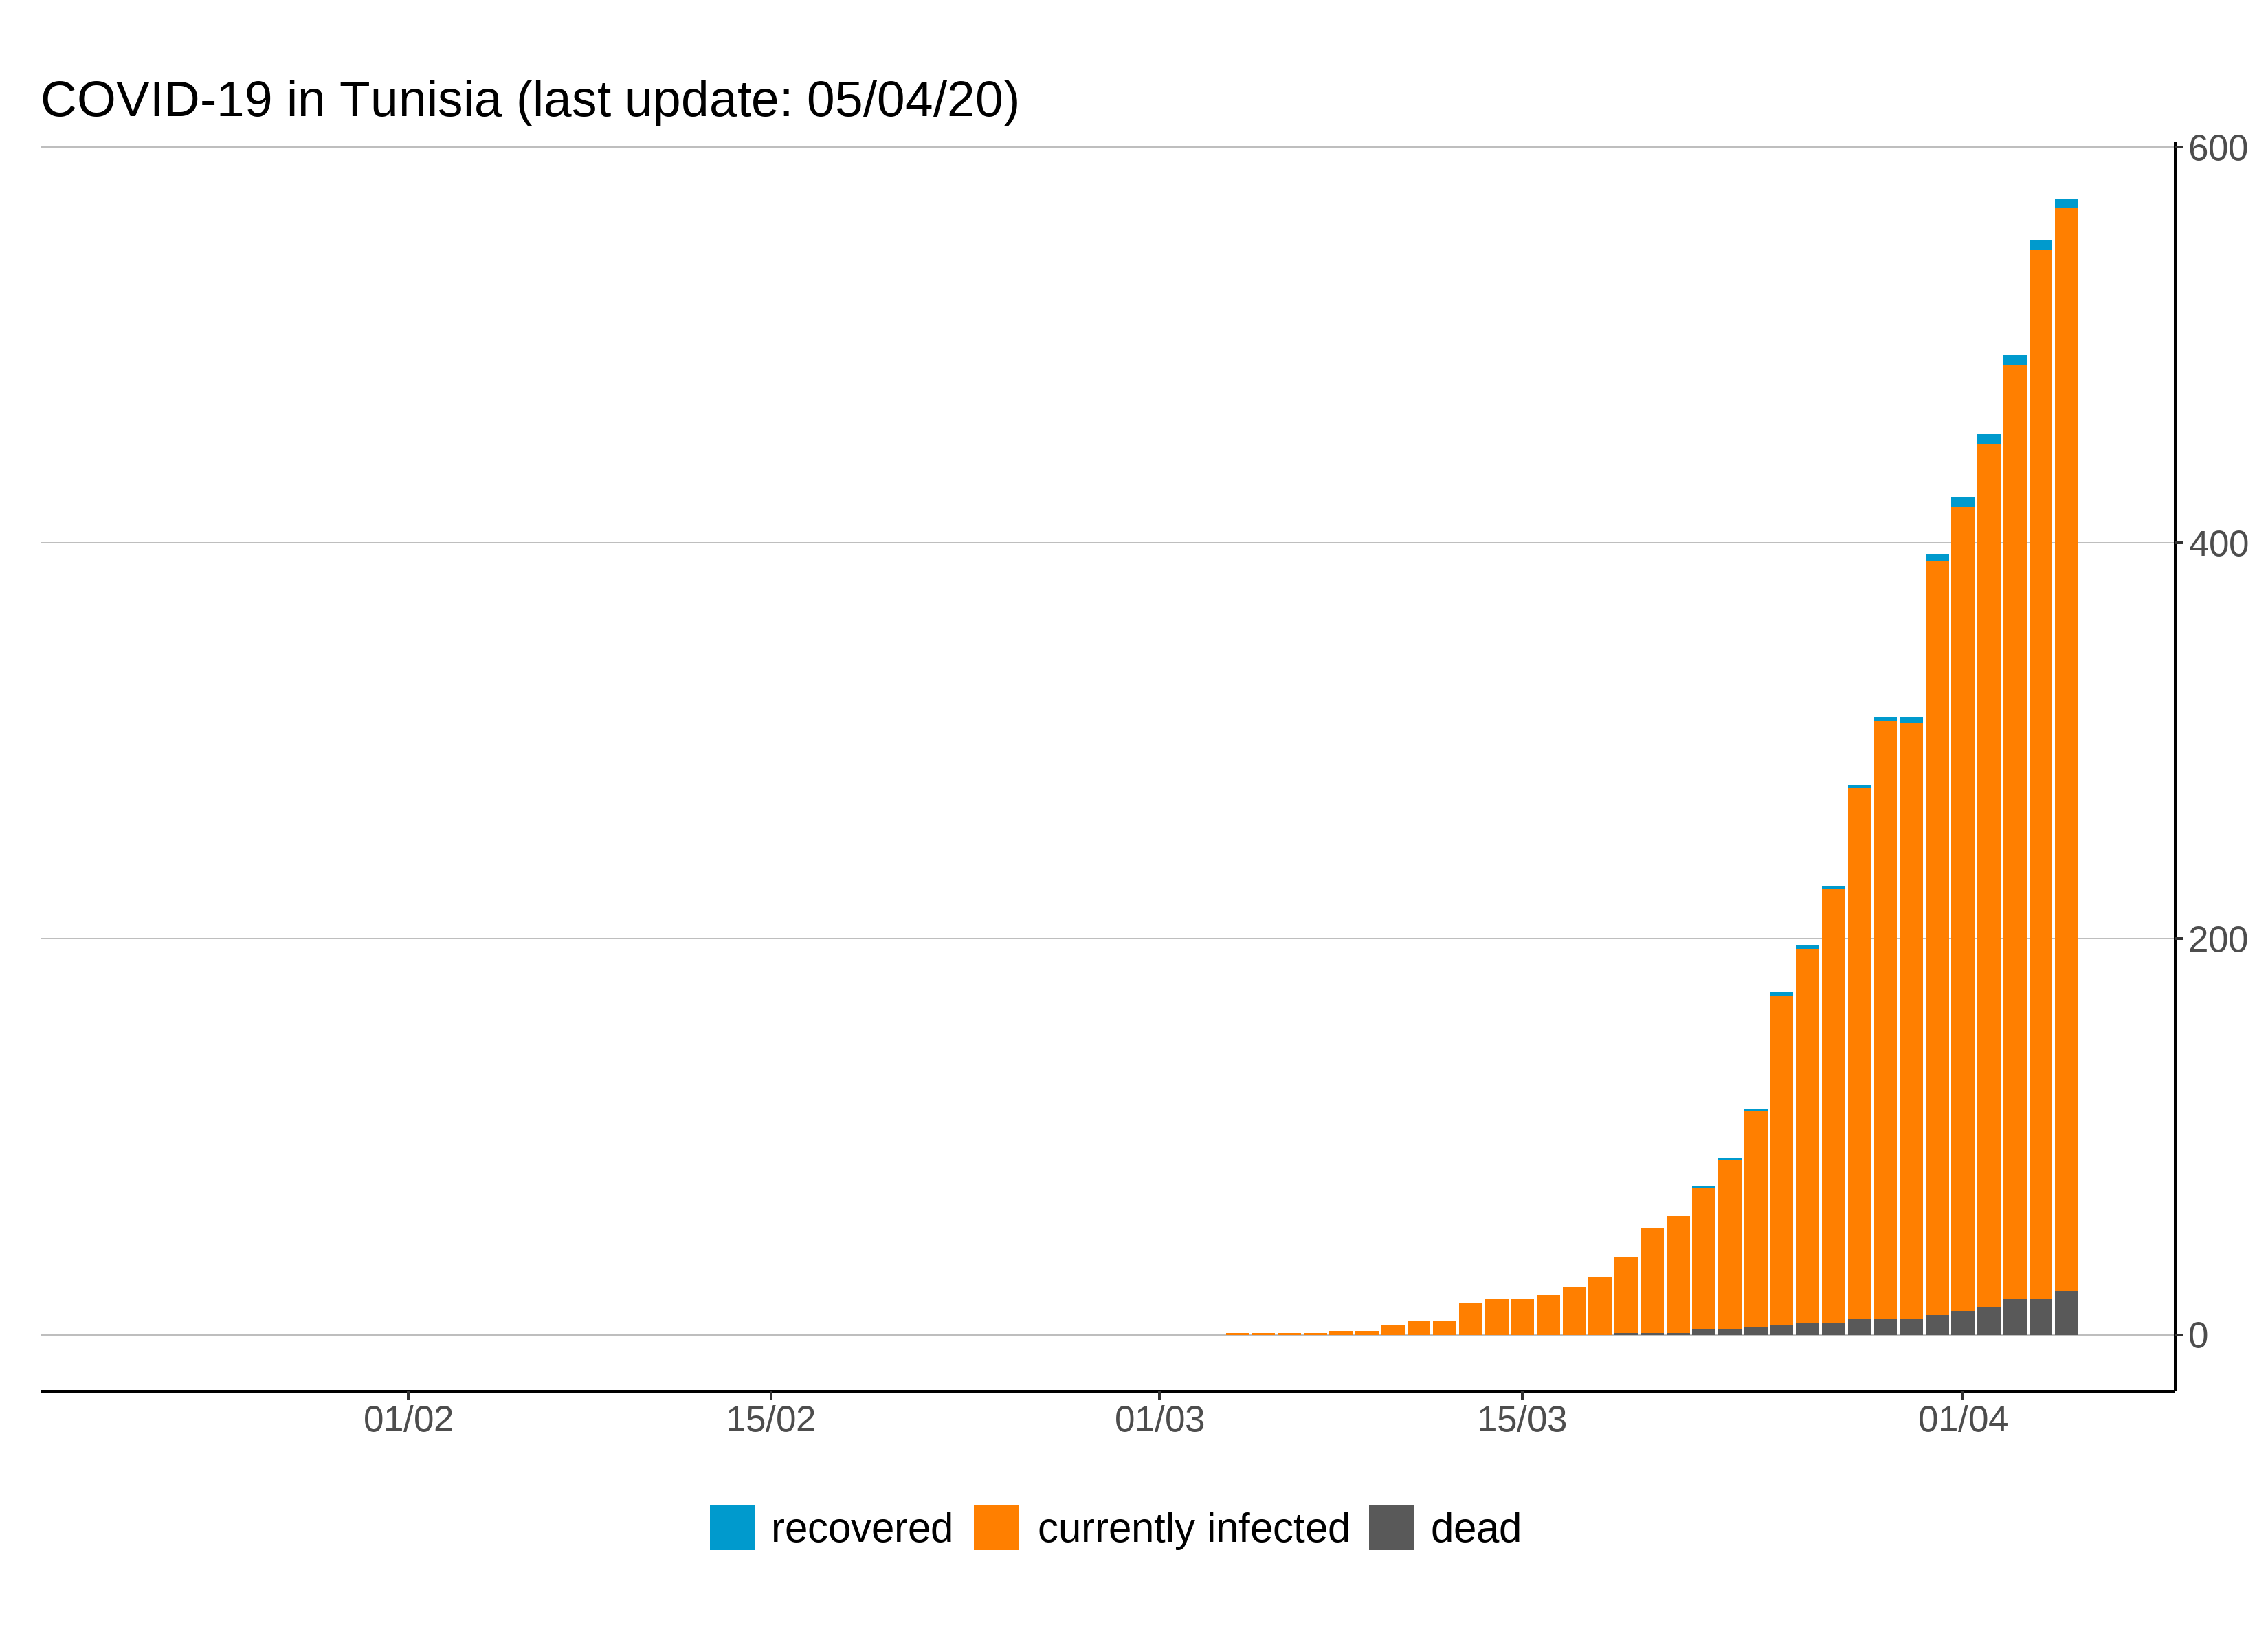 COVID-19 in Tunisia (last update: 05/04/20)
600
400
200
0
01/02 15/02 01/03 15/03 01/04
recovered currently infected dead